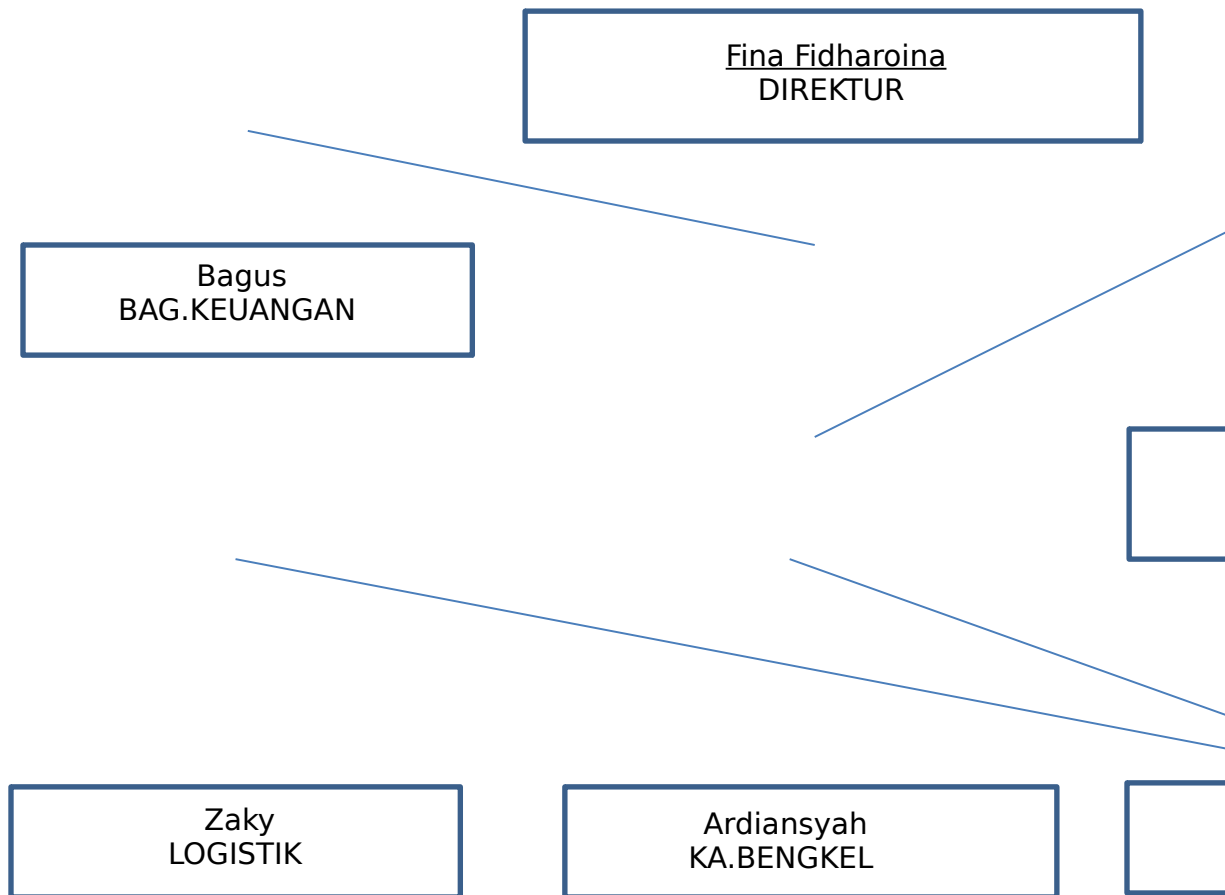 Fina Fidharoina
DIREKTUR
Bagus
BAG.KEUANGAN
Zaky
LOGISTIK
Ardiansyah
KA.BENGKEL